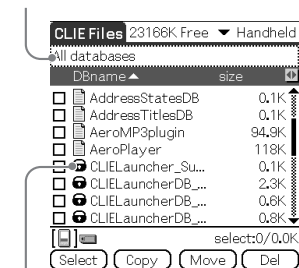 CLIE Files 23166K Free ▼ Handheld
All databases
DBname▲ size
AddressStatesDB 0.1K
AddressTitlesDB 0.1K
AeroMP3plugin 94.9K
AeroPlayer 118K
CLIELauncher_Su... 0.1K
CLIELauncherDB_... 2.3K
CLIELauncherDB_... 0.6K
CLIELauncherDB_... 0.8K
select:0/0.0K
Select Copy Move Del